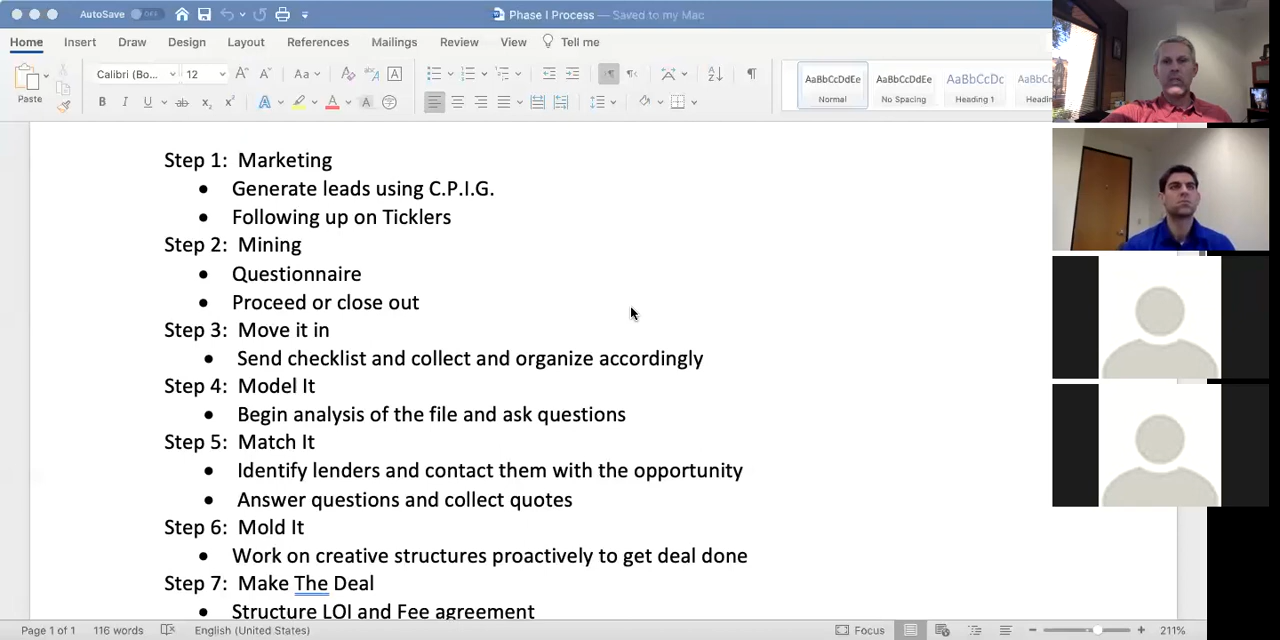 AutoSave OFF Phase I Process — Saved to my Mac
Home Insert Draw Design Layout References Mailings Review View Tell me
Paste Calibri (Bo... 12 AaBbCcDdEe AaBbCcDdEe AaBbCcDc AaBbCcDd
Normal No Spacing Heading 1 Headin
Step 1: Marketing
• Generate leads using C.P.I.G.
• Following up on Ticklers
Step 2: Mining
• Questionnaire
• Proceed or close out
Step 3: Move it in
• Send checklist and collect and organize accordingly
Step 4: Model It
• Begin analysis of the file and ask questions
Step 5: Match It
• Identify lenders and contact them with the opportunity
• Answer questions and collect quotes
Step 6: Mold It
• Work on creative structures proactively to get deal done
Step 7: Make The Deal
• Structure LOI and Fee agreement
Page 1 of 1 116 words English (United States) Focus 211%